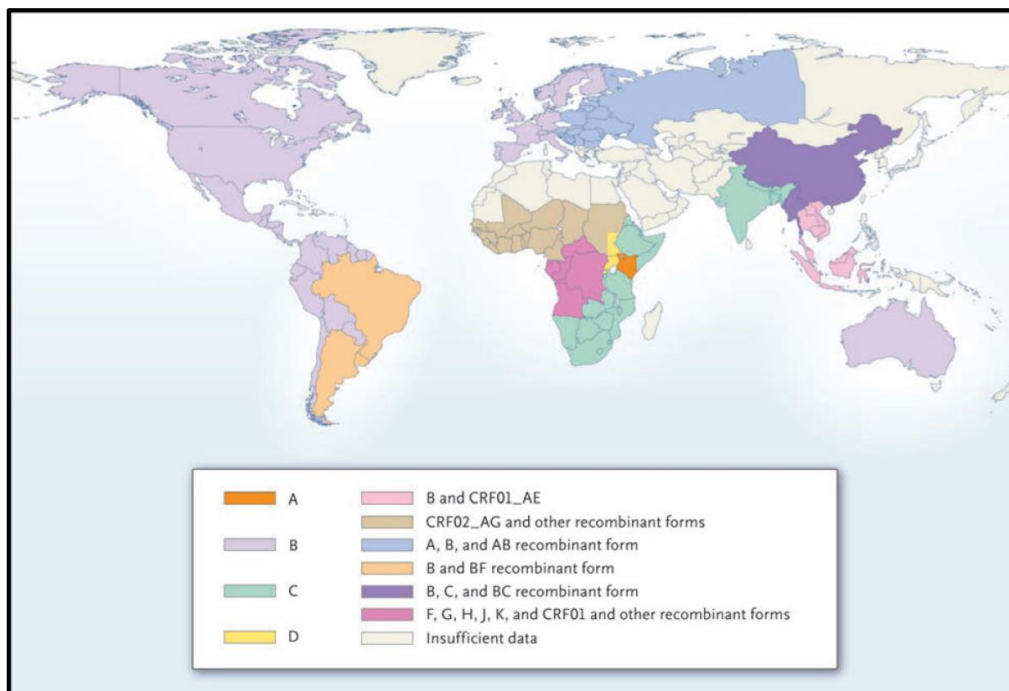 A
B
C
D
B and CRF01_AE
CRF02_AG and other recombinant forms
A, B, and AB recombinant form
B and BF recombinant form
B, C, and BC recombinant form
F, G, H, J, K, and CRF01 and other recombinant forms
Insufficient data